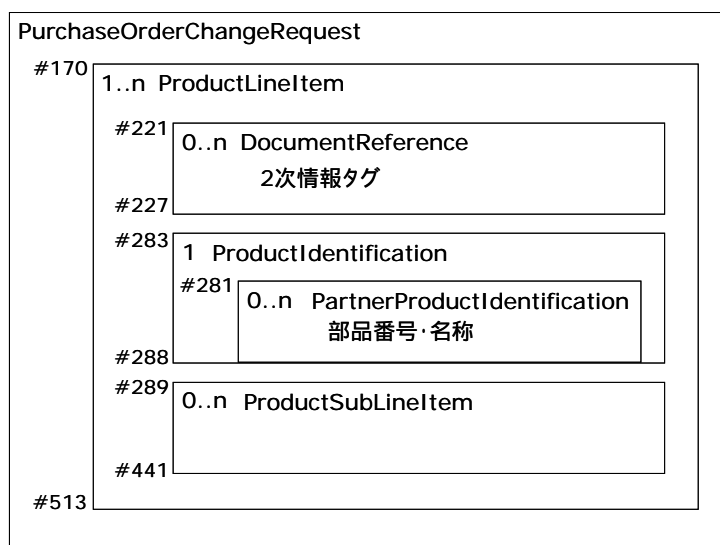 PurchaseOrderChangeRequest
#170
1..n ProductLineItem
#221
0..n DocumentReference
2次情報タグ
#227
#283
1 ProductIdentification
#281
0..n PartnerProductIdentification
部品番号・名称
#288
#289
0..n ProductSubLineItem
#441
#513